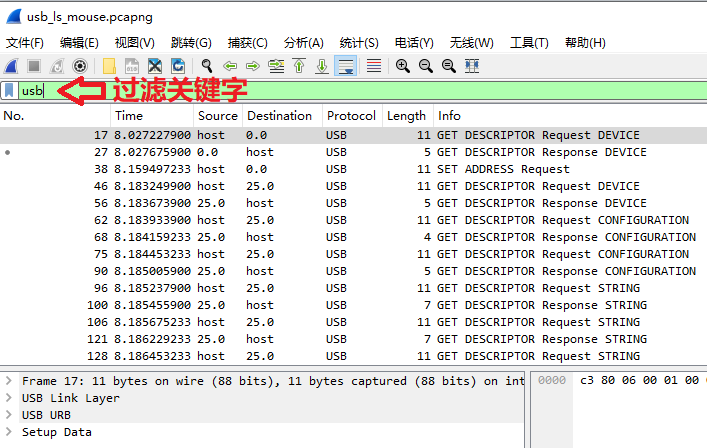 usb_ls_mouse.pcapng
文件(F) 编辑(E) 视图(V) 跳转(G) 捕获(C) 分析(A) 统计(S) 电话(Y) 无线(W) 工具(T) 帮助(H)
usb 过滤关键字
No. Time Source Destination Protocol Length Info
17 8.027227900 host 0.0 USB 11 GET DESCRIPTOR Request DEVICE
27 8.027675900 0.0 host USB 5 GET DESCRIPTOR Response DEVICE
38 8.159497233 host 0.0 USB 11 SET ADDRESS Request
46 8.183249900 host 25.0 USB 11 GET DESCRIPTOR Request DEVICE
56 8.183673900 25.0 host USB 5 GET DESCRIPTOR Response DEVICE
62 8.183933900 host 25.0 USB 11 GET DESCRIPTOR Request CONFIGURATION
68 8.184159233 25.0 host USB 4 GET DESCRIPTOR Response CONFIGURATION
75 8.184453233 host 25.0 USB 11 GET DESCRIPTOR Request CONFIGURATION
90 8.185005900 25.0 host USB 5 GET DESCRIPTOR Response CONFIGURATION
96 8.185237900 host 25.0 USB 11 GET DESCRIPTOR Request STRING
100 8.185455900 25.0 host USB 7 GET DESCRIPTOR Response STRING
106 8.185675233 host 25.0 USB 11 GET DESCRIPTOR Request STRING
121 8.186229233 25.0 host USB 7 GET DESCRIPTOR Response STRING
128 8.186453233 host 25.0 USB 11 GET DESCRIPTOR Request STRING
Frame 17: 11 bytes on wire (88 bits), 11 bytes captured (88 bits) on int
USB Link Layer
USB URB
Setup Data
0000 c3 80 06 00 01 00